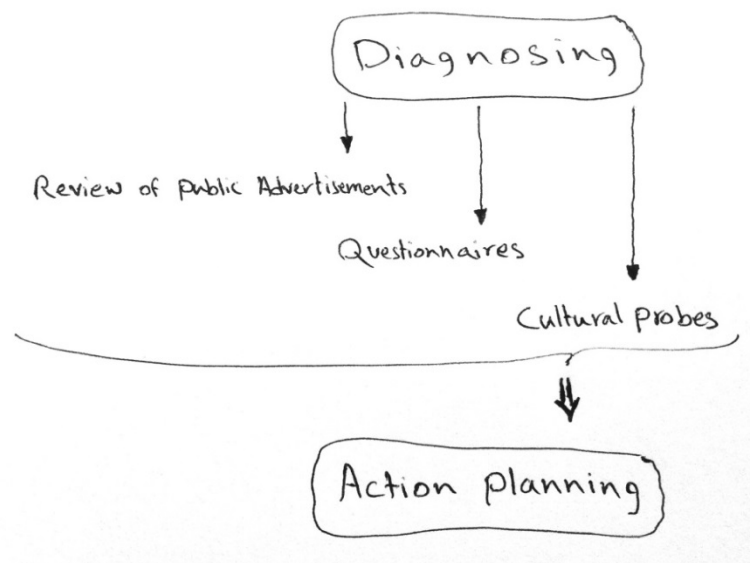 Diagnosing
Review of Public Advertisements
Questionnaires
Cultural probes
Action planning